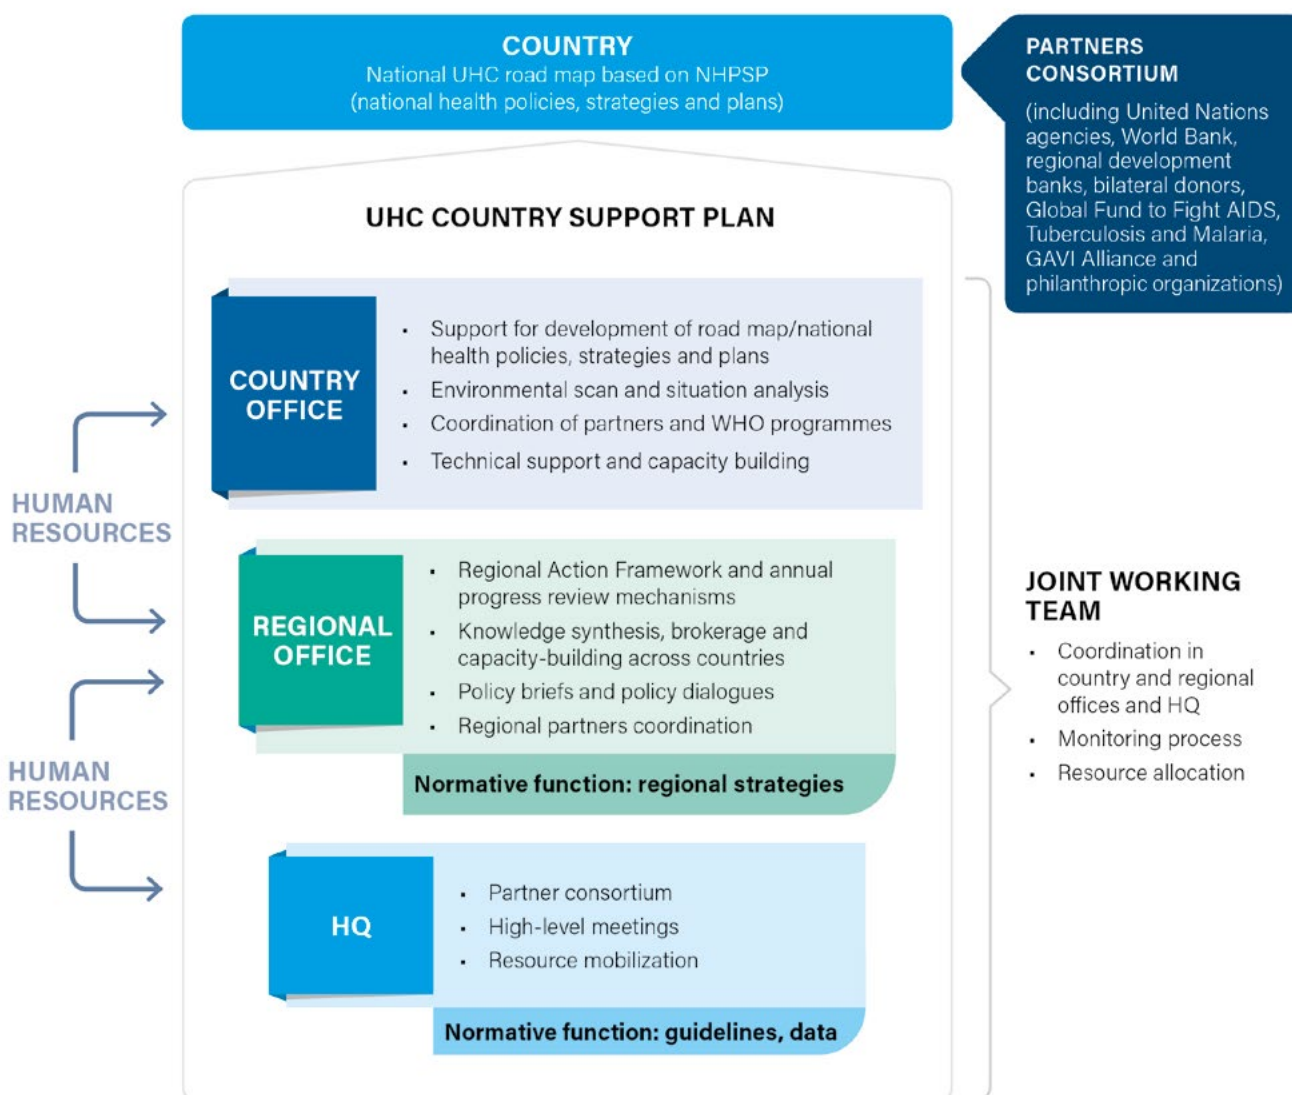 COUNTRY
National UHC road map based on NHPSP
(national health policies, strategies and plans)
PARTNERS
CONSORTIUM
(including United Nations
agencies, World Bank,
regional development
banks, bilateral donors,
Global Fund to Fight AIDS,
Tuberculosis and Malaria,
GAVI Alliance and
philanthropic organizations)
UHC COUNTRY SUPPORT PLAN
COUNTRY
OFFICE
• Support for development of road map/national
health policies, strategies and plans
• Environmental scan and situation analysis
• Coordination of partners and WHO programmes
• Technical support and capacity building
HUMAN
RESOURCES
REGIONAL
OFFICE
• Regional Action Framework and annual
progress review mechanisms
• Knowledge synthesis, brokerage and
capacity-building across countries
• Policy briefs and policy dialogues
• Regional partners coordination
Normative function: regional strategies
HUMAN
RESOURCES
HQ
• Partner consortium
• High-level meetings
• Resource mobilization
Normative function: guidelines, data
JOINT WORKING
TEAM
• Coordination in
country and regional
offices and HQ
• Monitoring process
• Resource allocation